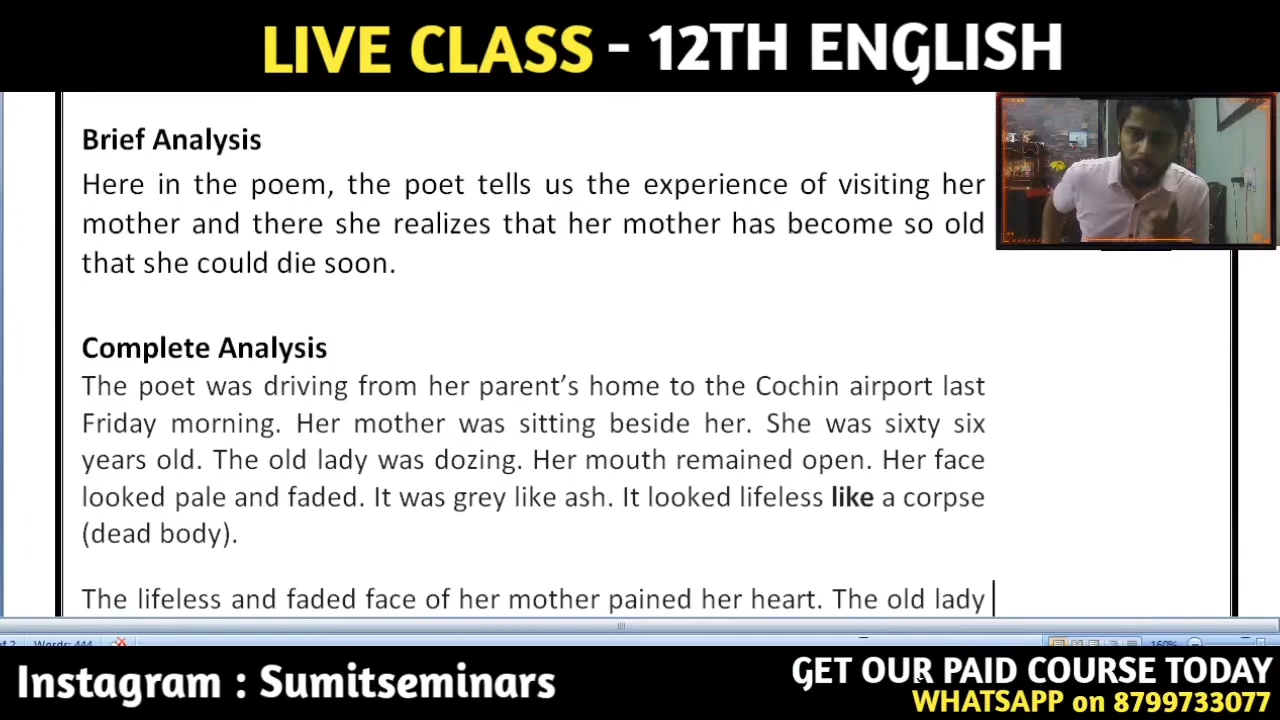 LIVE CLASS - 12TH ENGLISH
Brief Analysis
Here in the poem, the poet tells us the experience of visiting her
mother and there she realizes that her mother has become so old
that she could die soon.
Complete Analysis
The poet was driving from her parent's home to the Cochin airport last
Friday morning. Her mother was sitting beside her. She was sixty six
years old. The old lady was dozing. Her mouth remained open. Her face
looked pale and faded. It was grey like ash. It looked lifeless like a corpse
(dead body).
The lifeless and faded face of her mother pained her heart. The old lady
of 2 Words: 444 160%
Instagram : Sumitseminars
GET OUR PAID COURSE TODAY
WHATSAPP on 8799733077